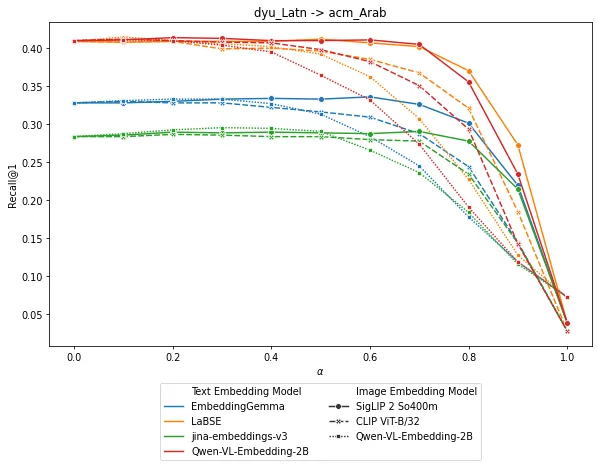 dyu_Latn -> acm_Arab
Recall@1
0.40
0.35
0.30
0.25
0.20
0.15
0.10
0.05
0.0 0.2 0.4 0.6 0.8 1.0
α
Text Embedding Model Image Embedding Model
EmbeddingGemma SigLIP 2 So400m
LaBSE CLIP ViT-B/32
jina-embeddings-v3 Qwen-VL-Embedding-2B
Qwen-VL-Embedding-2B